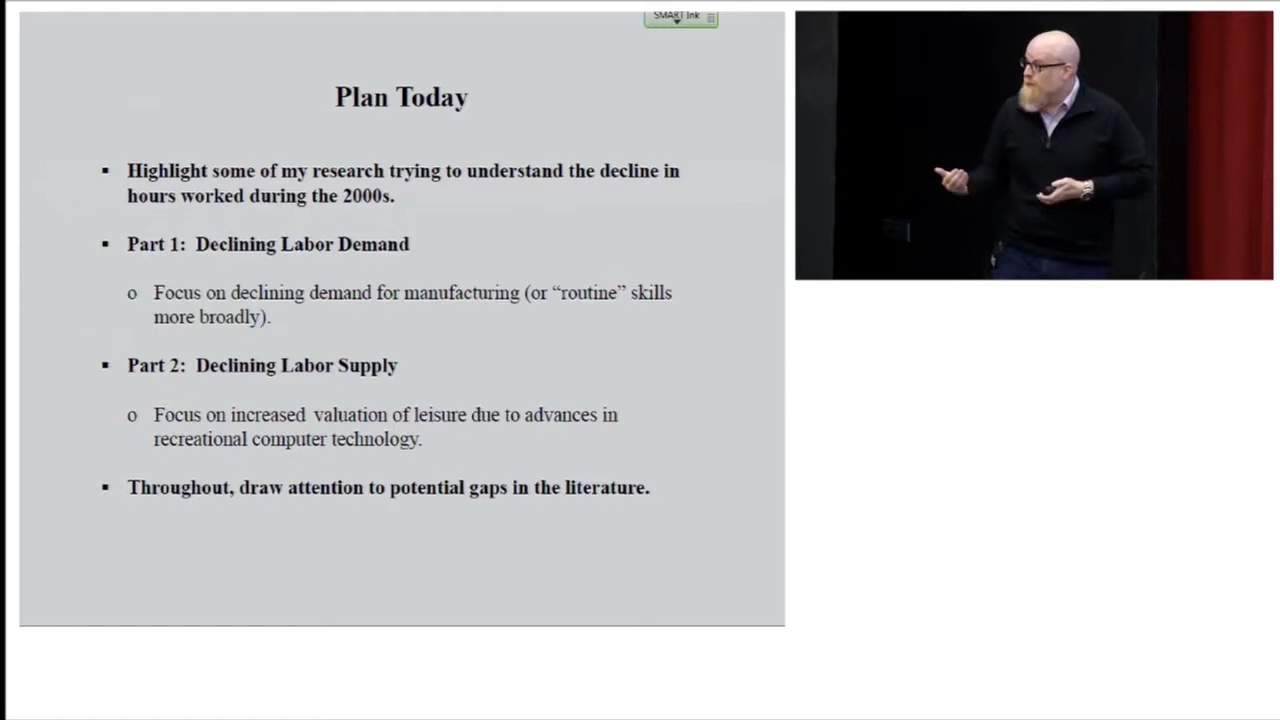 SMART Ink
Plan Today
▪ Highlight some of my research trying to understand the decline in
hours worked during the 2000s.
▪ Part 1: Declining Labor Demand
o Focus on declining demand for manufacturing (or “routine” skills
more broadly).
▪ Part 2: Declining Labor Supply
o Focus on increased valuation of leisure due to advances in
recreational computer technology.
▪ Throughout, draw attention to potential gaps in the literature.